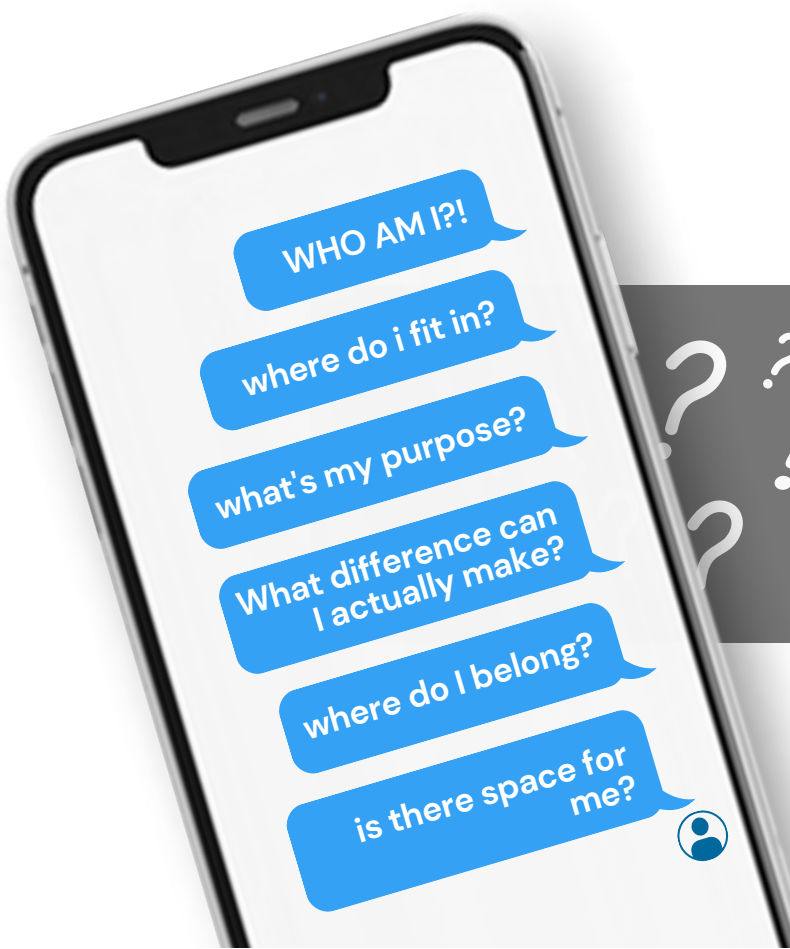 WHO AM I?!
where do i fit in?
what's my purpose?
What difference can
I actually make?
where do I belong?
is there space for
me?